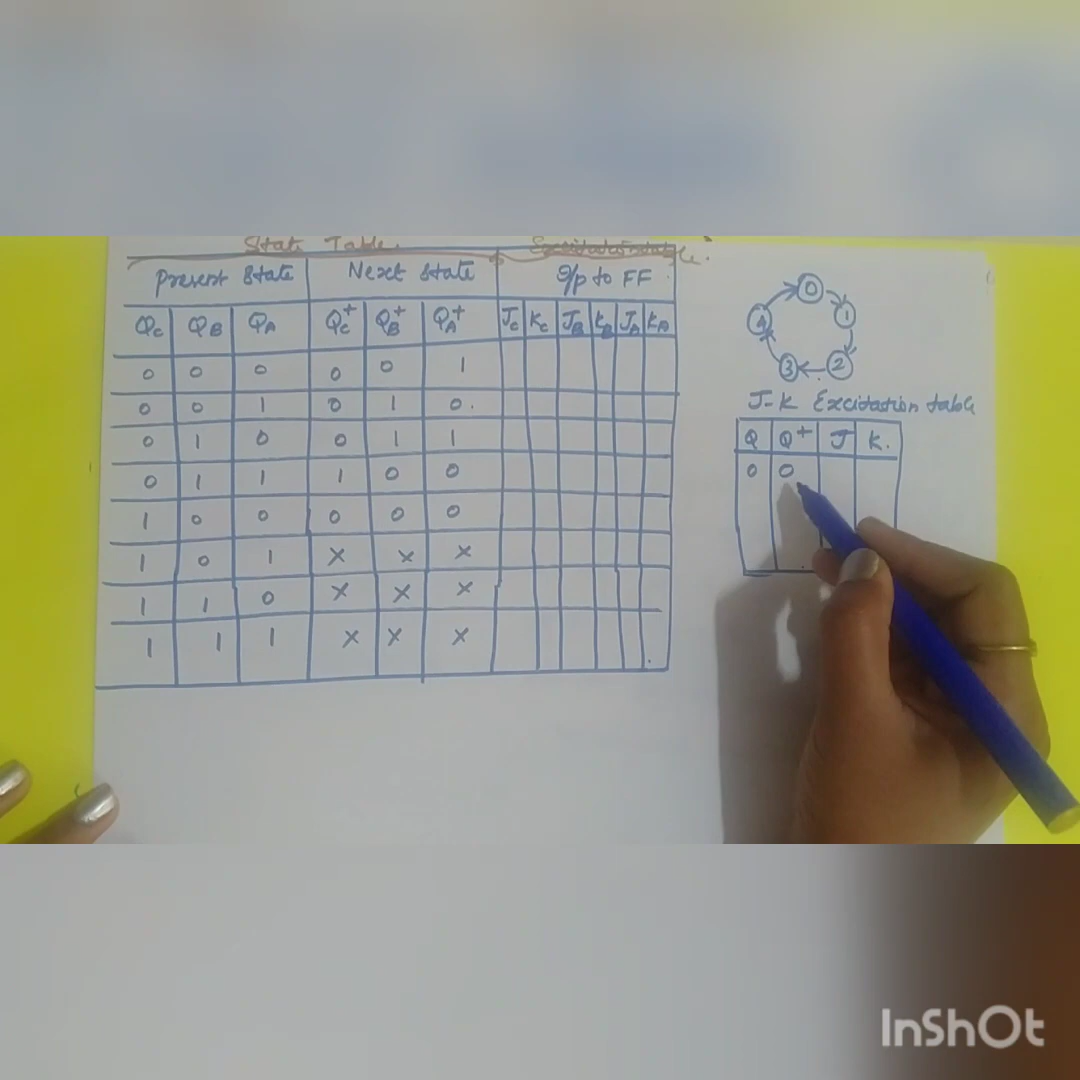 State Table
Excitation table.
Present State Next State I/p to FF
Qc QB QA Qc+ QB+ QA+ Jc Kc JB KB JA KA
0 0 0 0 0 1
0 0 1 0 1 0.
0 1 0 0 1 1
0 1 1 1 0 0
1 0 0 0 0 0
1 0 1 X X X
1 1 0 X X X
1 1 1 X X X
0
1
2
3
4
J-K Excitation table
Q Q+ J K.
0 0
InShOt